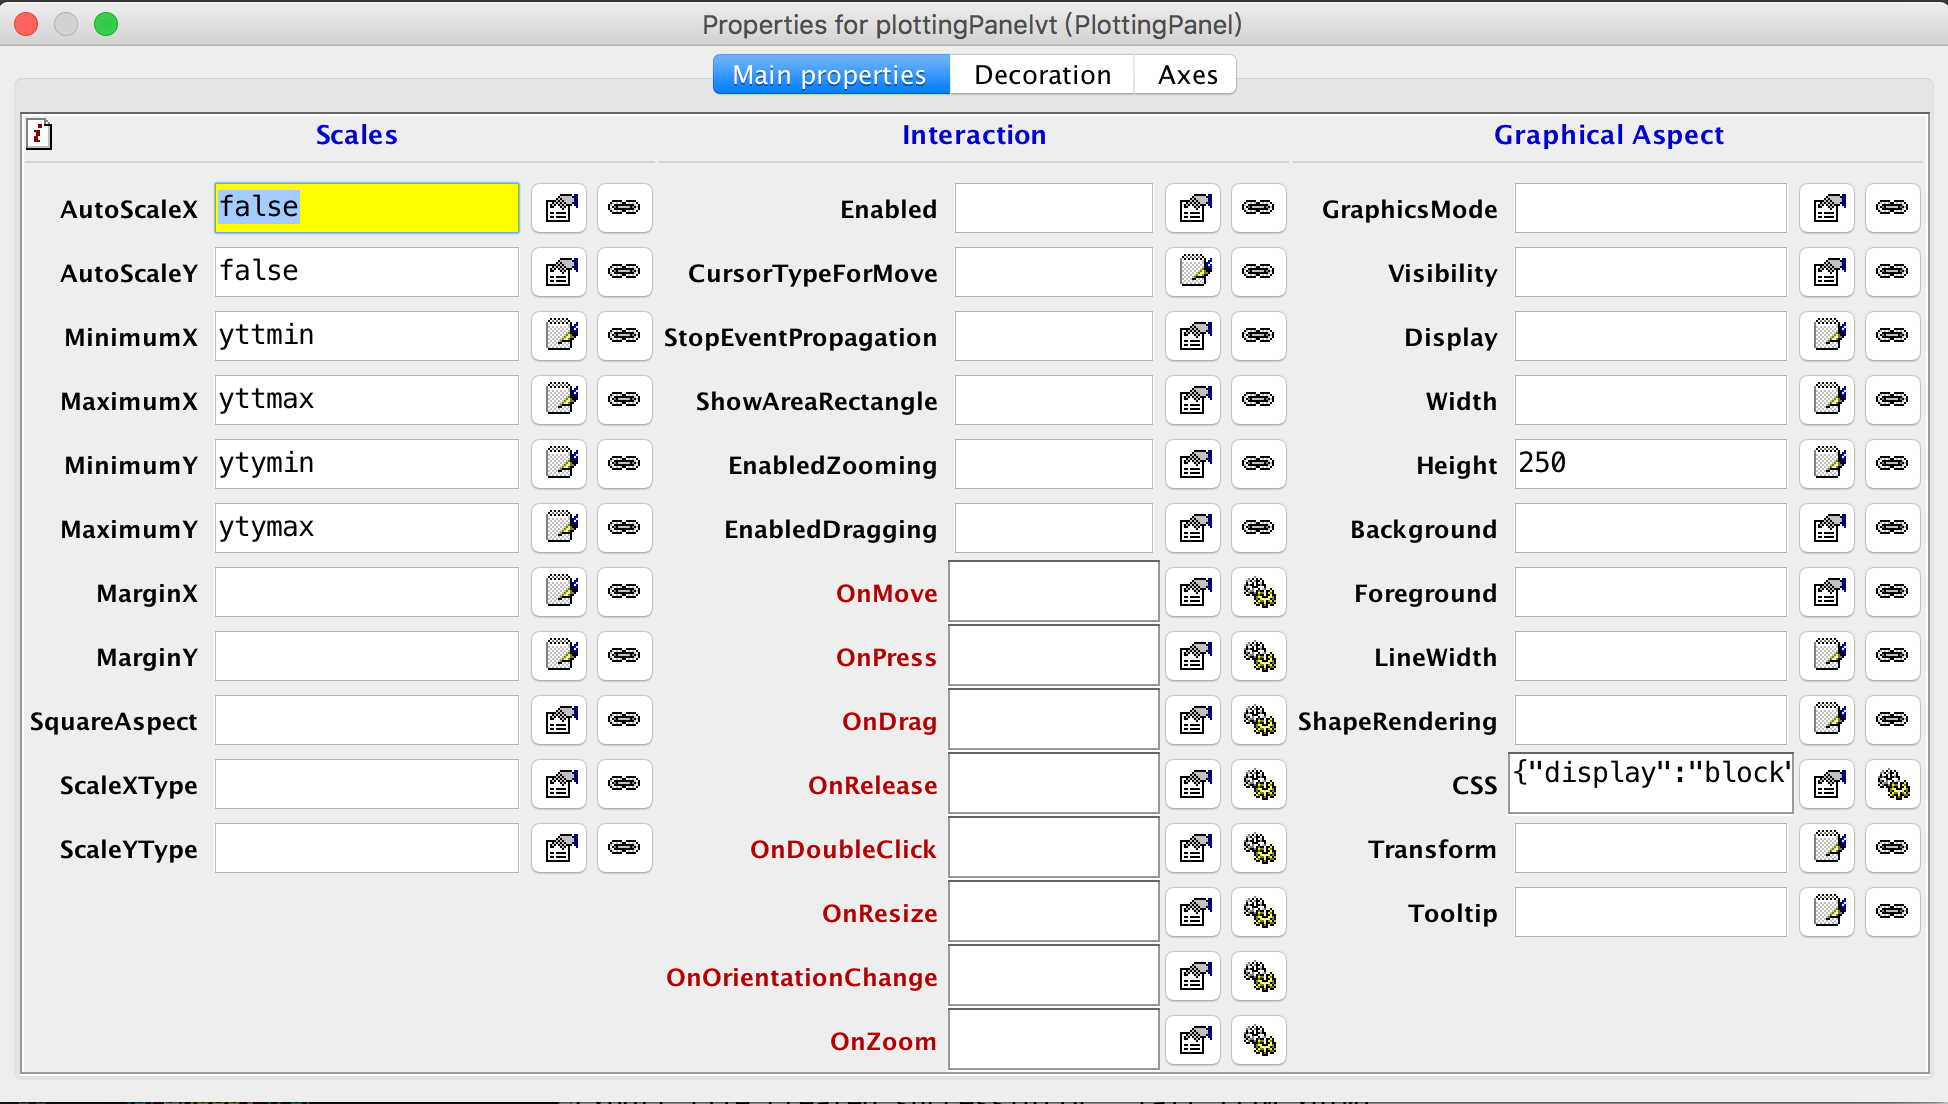 Properties for plottingPanelvt (PlottingPanel)
Main properties Decoration Axes
Scales
AutoScaleX false
AutoScaleY false
MinimumX yttmin
MaximumX yttmax
MinimumY ytymin
MaximumY ytymax
MarginX
MarginY
SquareAspect
ScaleXType
ScaleYType
Interaction
Enabled
CursorTypeForMove
StopEventPropagation
ShowAreaRectangle
EnabledZooming
EnabledDragging
OnMove
OnPress
OnDrag
OnRelease
OnDoubleClick
OnResize
OnOrientationChange
OnZoom
Graphical Aspect
GraphicsMode
Visibility
Display
Width
Height 250
Background
Foreground
LineWidth
ShapeRendering
CSS {"display":"block"
Transform
Tooltip